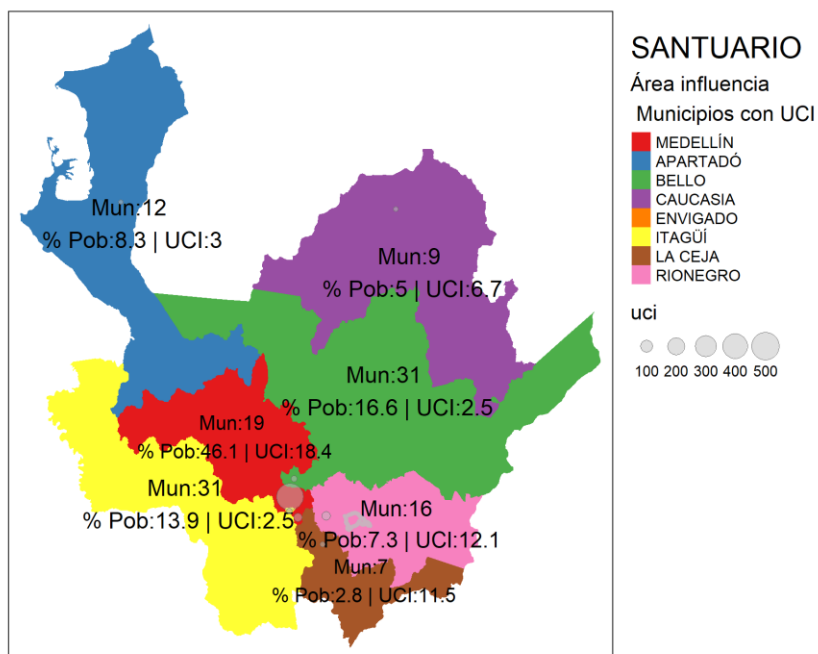 SANTUARIO
Área influencia
Municipios con UCI
MEDELLÍN
APARTADÓ
BELLO
CAUCASIA
ENVIGADO
ITAGÜÍ
LA CEJA
RIONEGRO
uci
100 200 300 400 500
Mun:12
% Pob:8.3 | UCI:3
Mun:9
% Pob:5 | UCI:6.7
Mun:31
% Pob:16.6 | UCI:2.5
Mun:19
% Pob:46.1 | UCI:18.4
Mun:31
% Pob:13.9 | UCI:2.5
Mun:16
% Pob:7.3 | UCI:12.1
Mun:7
% Pob:2.8 | UCI:11.5